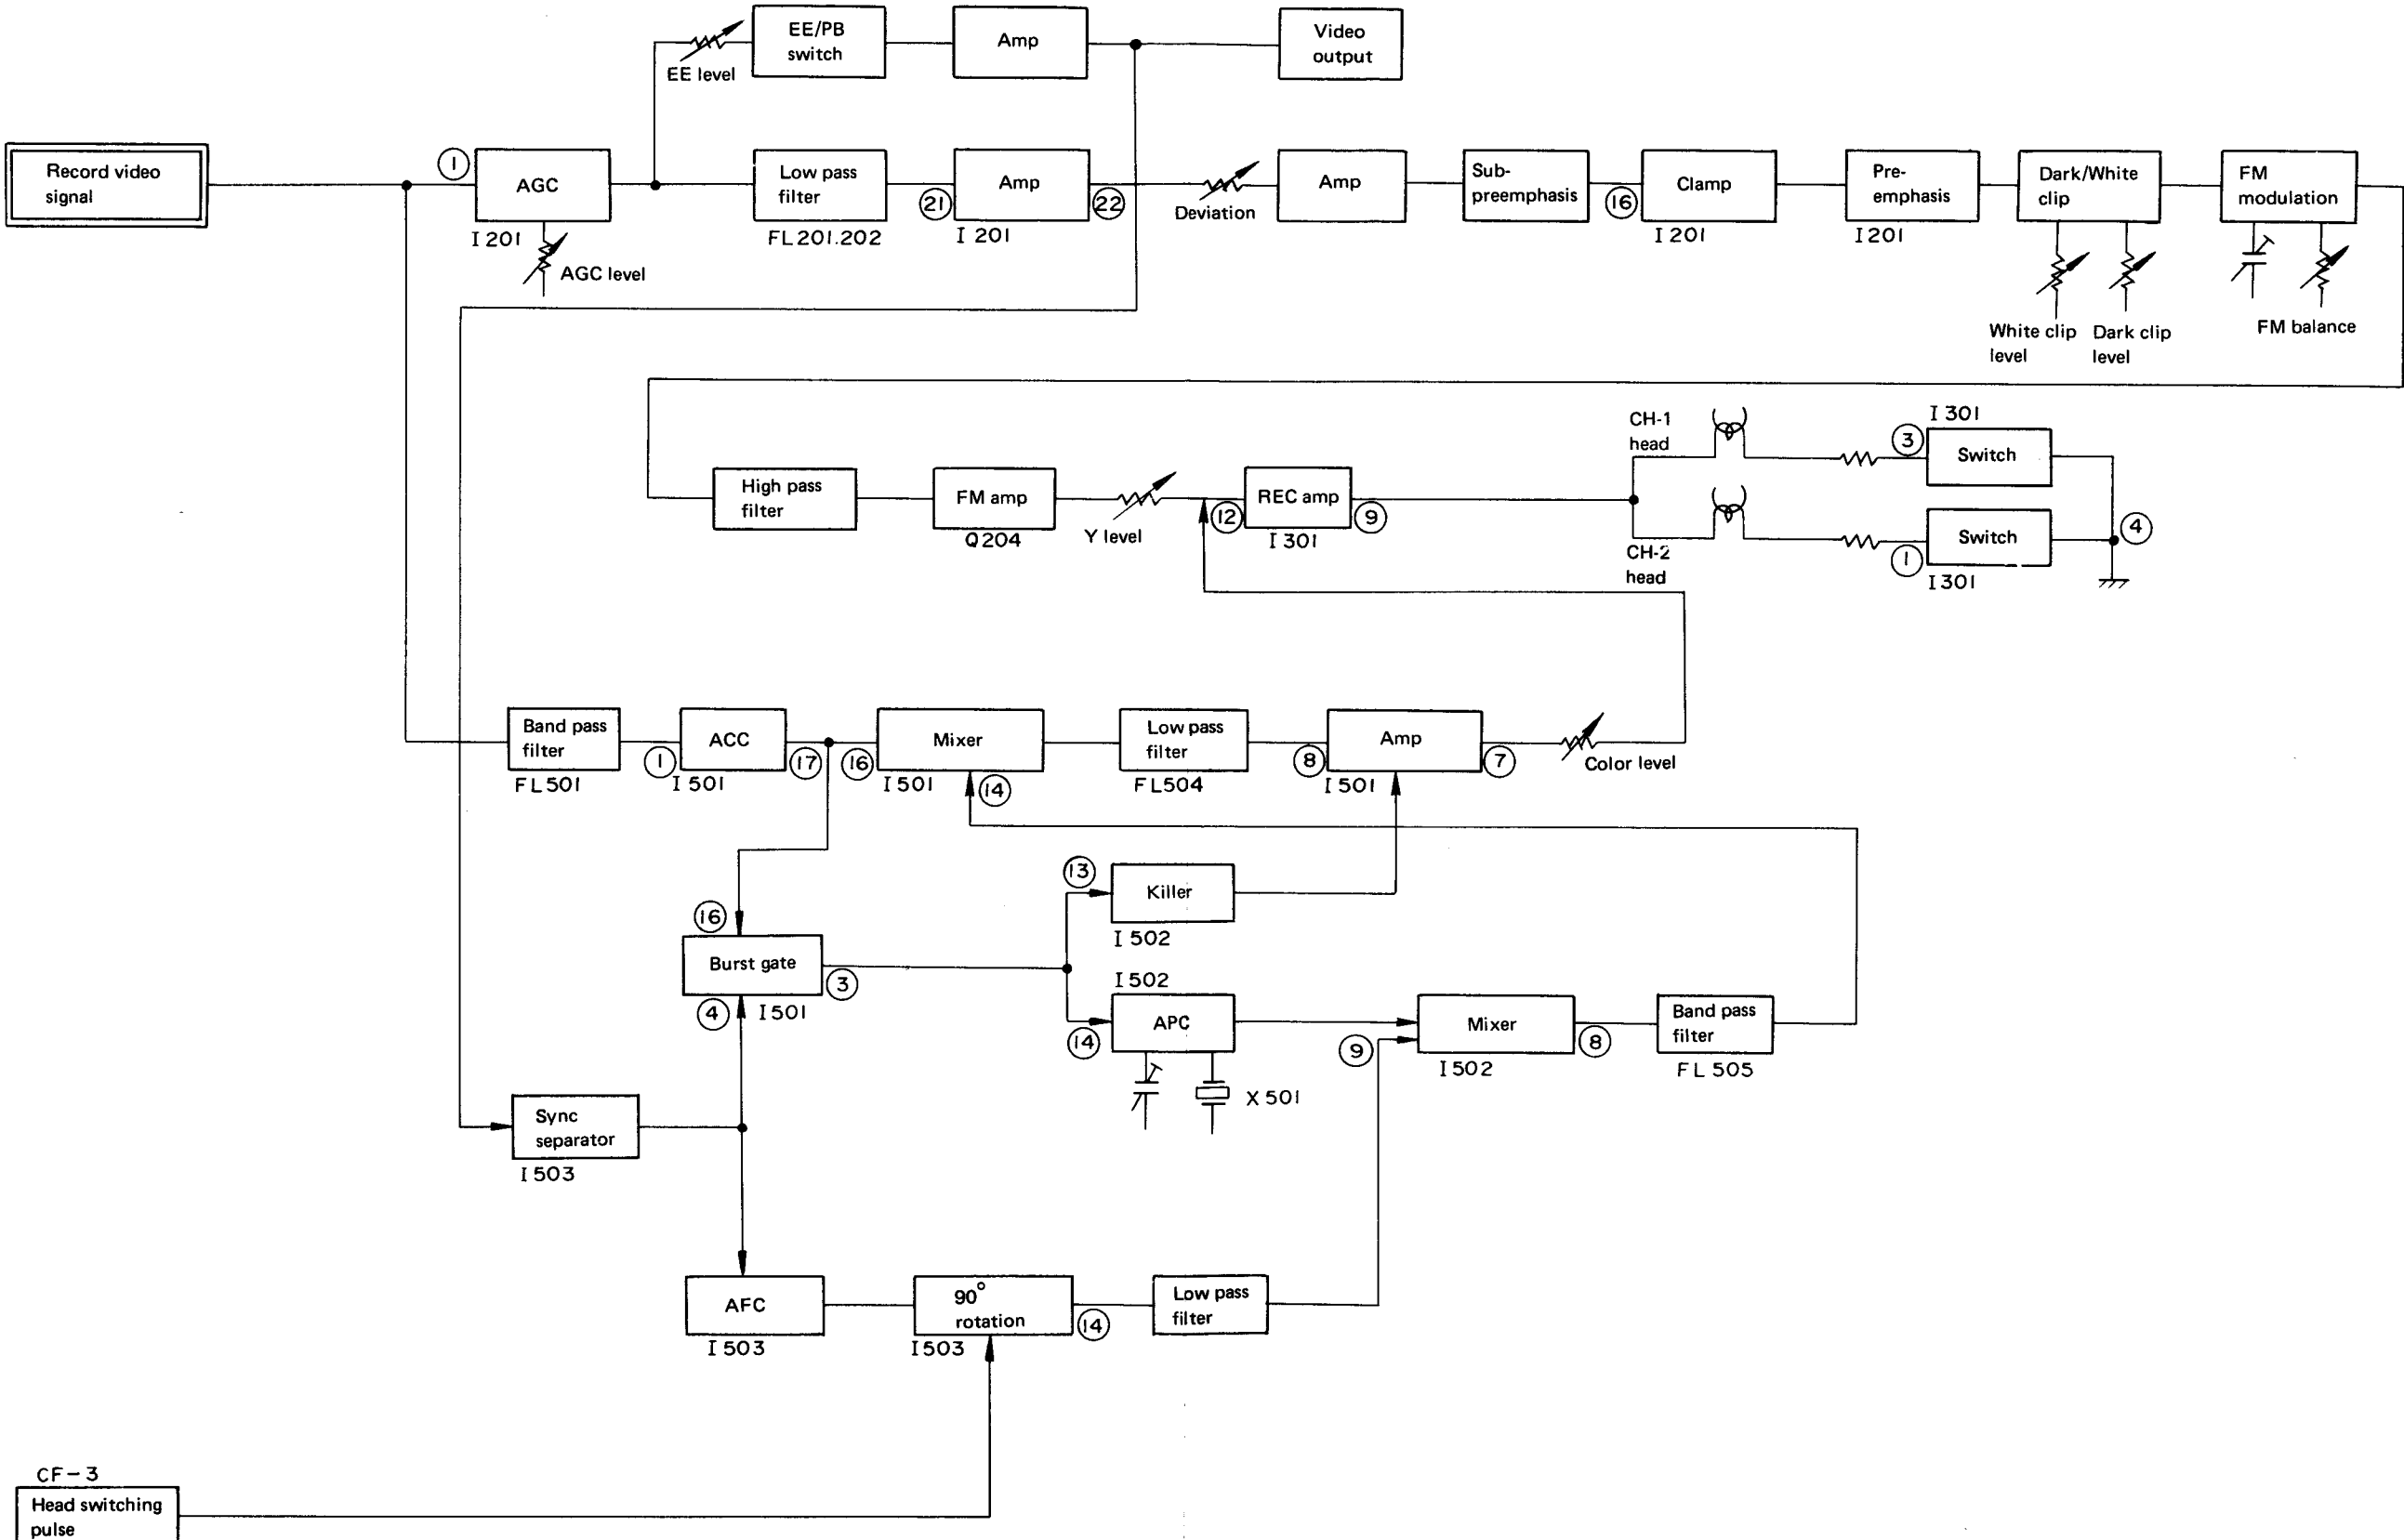 EE/PB
switch
Amp
Video
output
EE level
Record video
signal
1
AGC
I 201
AGC level
Low pass
filter
FL201.202
21
Amp
I 201
22
Deviation
Amp
Sub-
preemphasis
16
Clamp
I 201
Pre-
emphasis
I 201
Dark/White
clip
White clip
level
Dark clip
level
FM
modulation
FM balance
High pass
filter
FM amp
Q204
Y level
12
REC amp
I 301
9
CH-1
head
CH-2
head
I 301
3
Switch
1
Switch
I 301
4
Band pass
filter
FL501
1
ACC
I 501
17
16
Mixer
I 501
14
Low pass
filter
FL504
8
Amp
I 501
7
Color level
13
Killer
I 502
16
Burst gate
4
I 501
3
I 502
14
APC
X 501
9
Mixer
I 502
8
Band pass
filter
FL 505
Sync
separator
I 503
AFC
I 503
90°
rotation
I 503
14
Low pass
filter
CF-3
Head switching
pulse